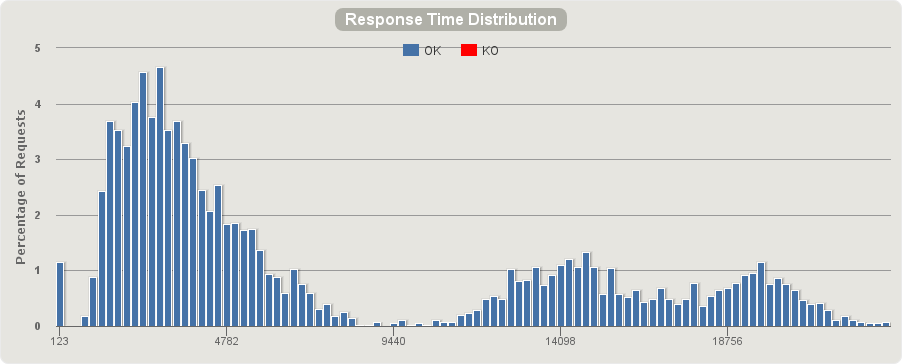 Response Time Distribution
OK KO
Percentage of Requests
5
4
3
2
1
0
123 4782 9440 14098 18756